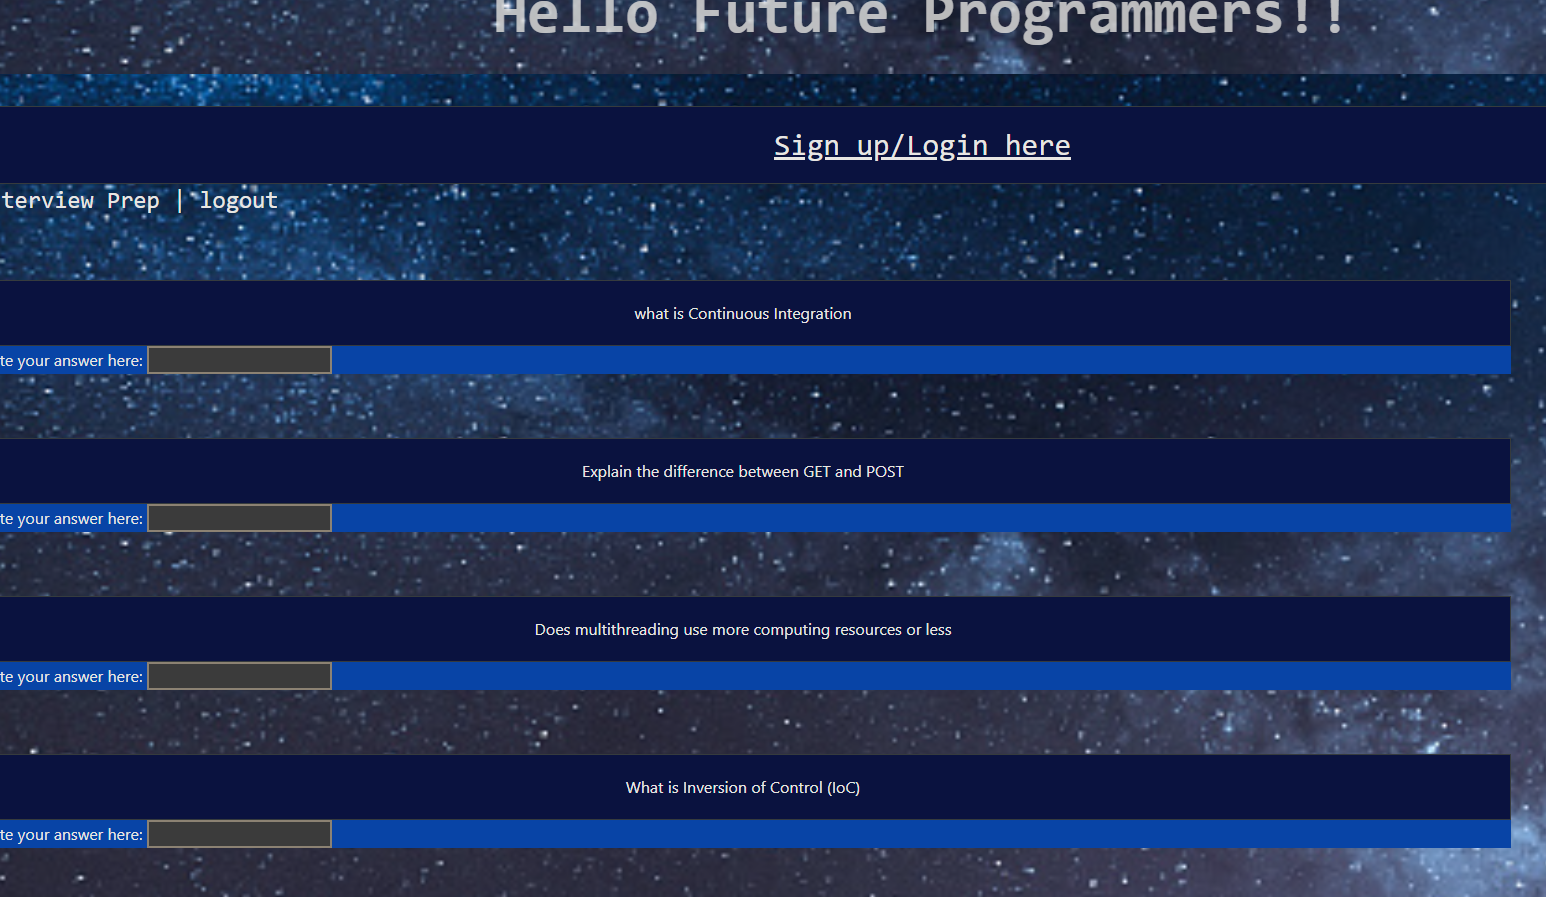 Hello Future Programmers!!
Sign up/Login here
terview Prep | logout
what is Continuous Integration
te your answer here:
Explain the difference between GET and POST
te your answer here:
Does multithreading use more computing resources or less
te your answer here:
What is Inversion of Control (IoC)
te your answer here: